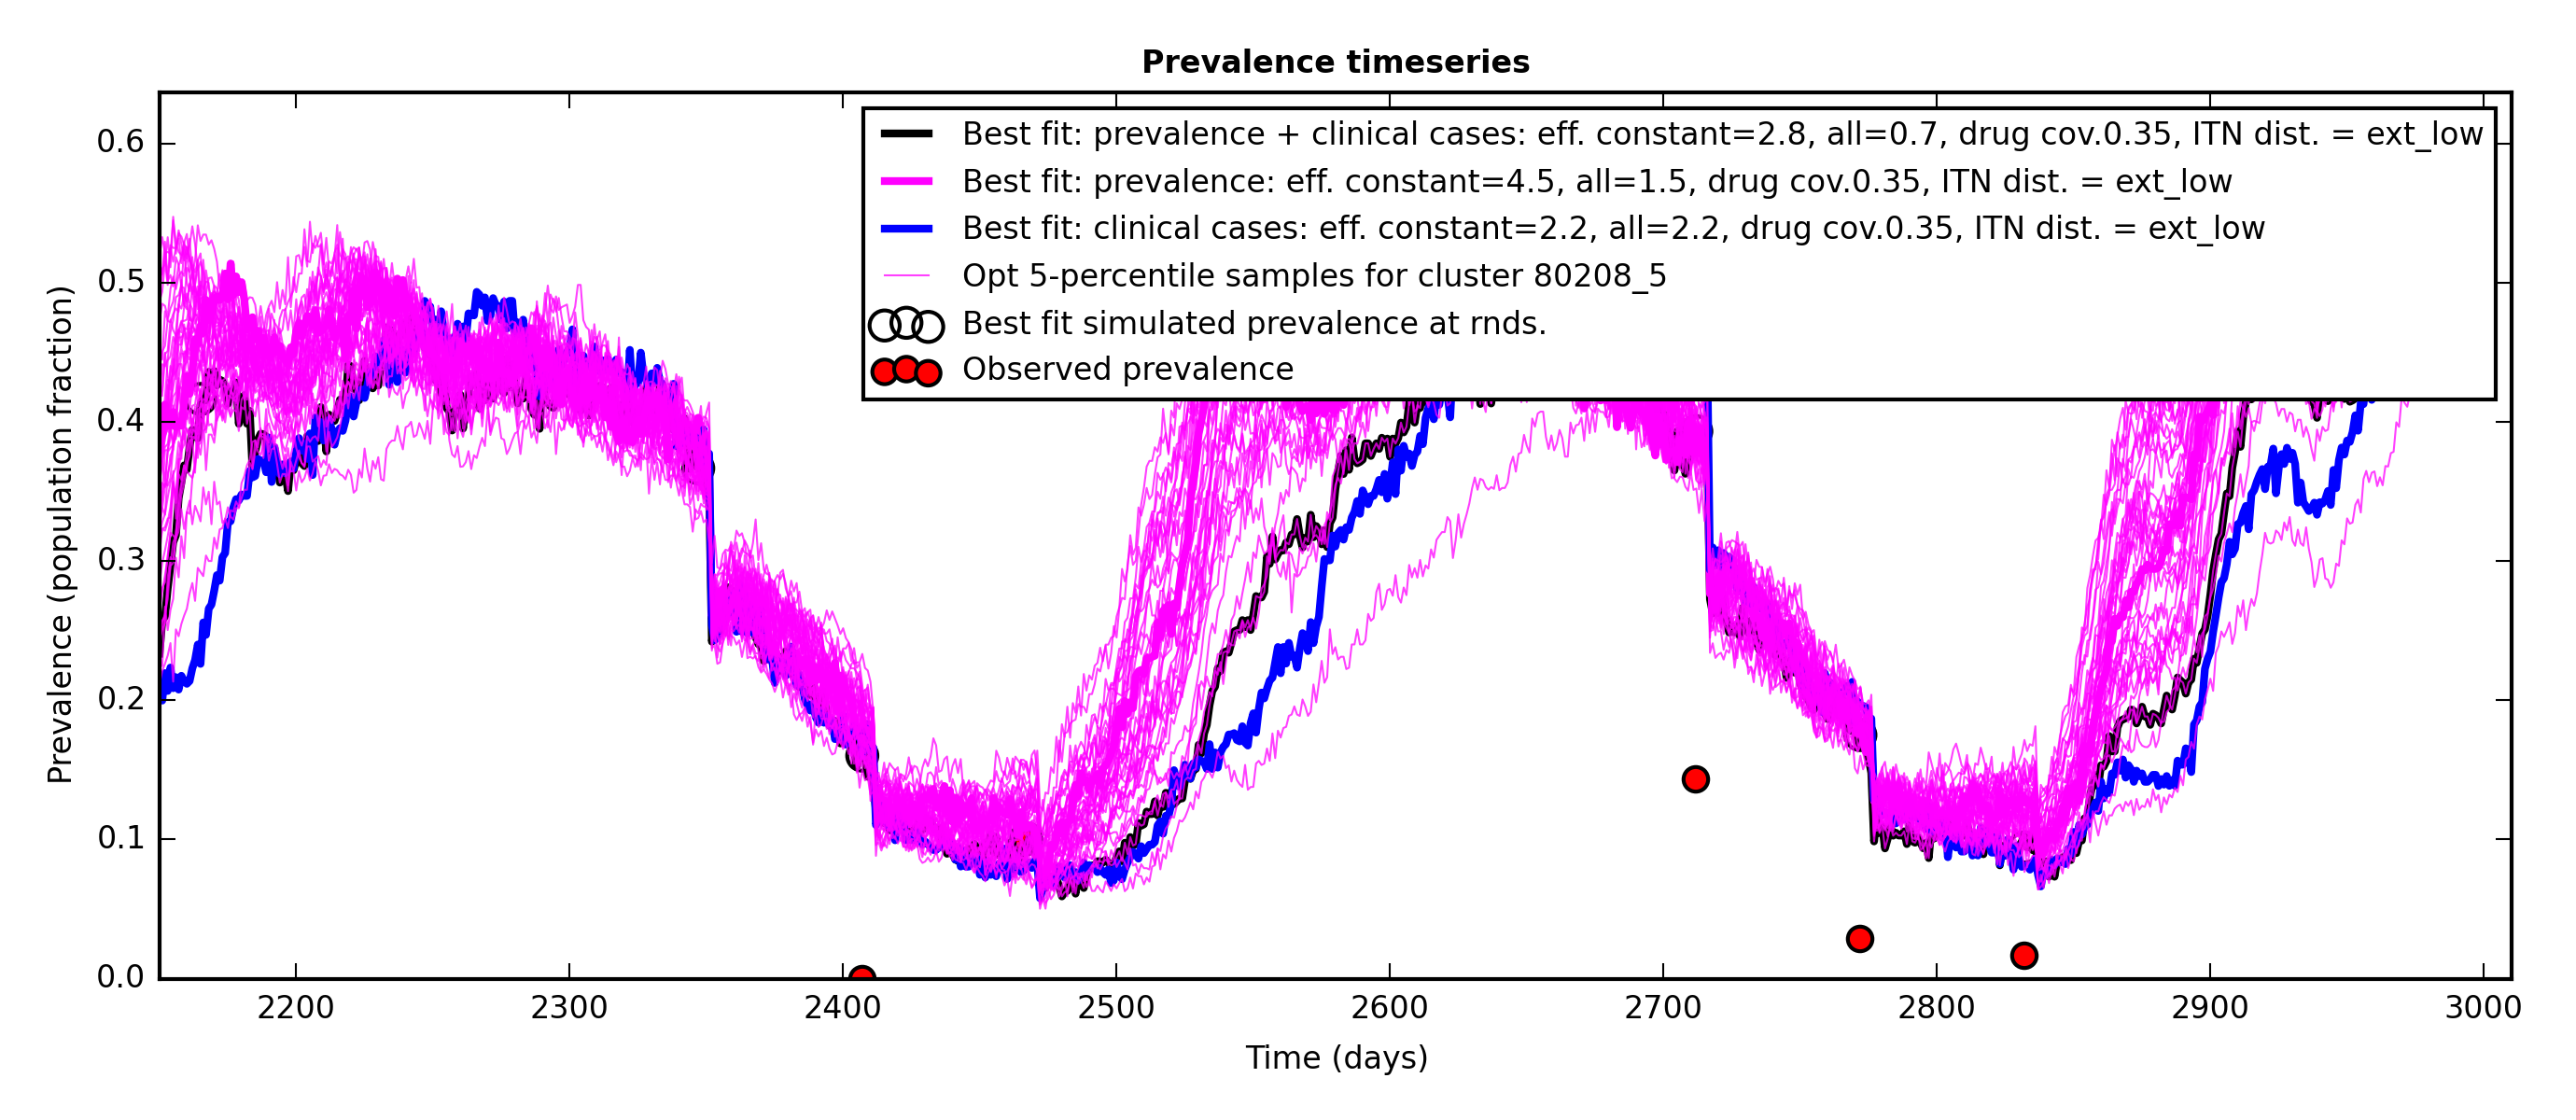 Prevalence timeseries
Best fit: prevalence + clinical cases: eff. constant=2.8, all=0.7, drug cov.0.35, ITN dist. = ext_low
Best fit: prevalence: eff. constant=4.5, all=1.5, drug cov.0.35, ITN dist. = ext_low
Best fit: clinical cases: eff. constant=2.2, all=2.2, drug cov.0.35, ITN dist. = ext_low
Opt 5-percentile samples for cluster 80208_5
Best fit simulated prevalence at rnds.
Observed prevalence
Prevalence (population fraction)
0.6
0.5
0.4
0.3
0.2
0.1
0.0
2200 2300 2400 2500 2600 2700 2800 2900 3000
Time (days)